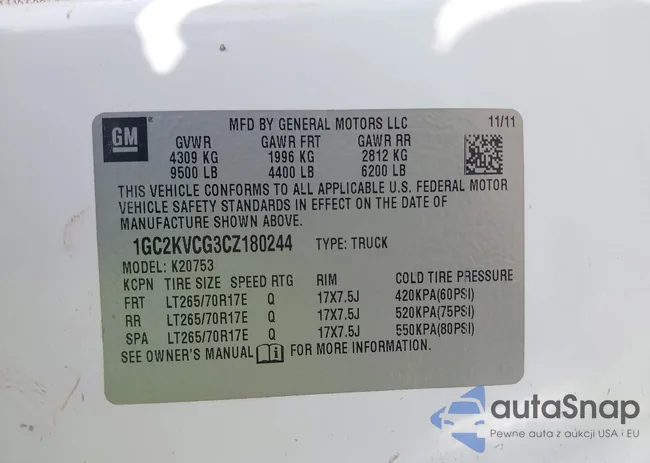 GM
MFD BY GENERAL MOTORS LLC
11/11
GVWR GAWR FRT GAWR RR
4309 KG 1996 KG 2812 KG
9500 LB 4400 LB 6200 LB
THIS VEHICLE CONFORMS TO ALL APPLICABLE U.S. FEDERAL MOTOR
VEHICLE SAFETY STANDARDS IN EFFECT ON THE DATE OF
MANUFACTURE SHOWN ABOVE.
1GC2KVCG3CZ180244 TYPE: TRUCK
MODEL: K20753
KCPN TIRE SIZE SPEED RTG RIM COLD TIRE PRESSURE
FRT LT265/70R17E Q 17X7.5J 420KPA(60PSI)
RR LT265/70R17E Q 17X7.5J 520KPA(75PSI)
SPA LT265/70R17E Q 17X7.5J 550KPA(80PSI)
SEE OWNER'S MANUAL FOR MORE INFORMATION.
autaSnap
Pewne auta z aukcji USA i EU